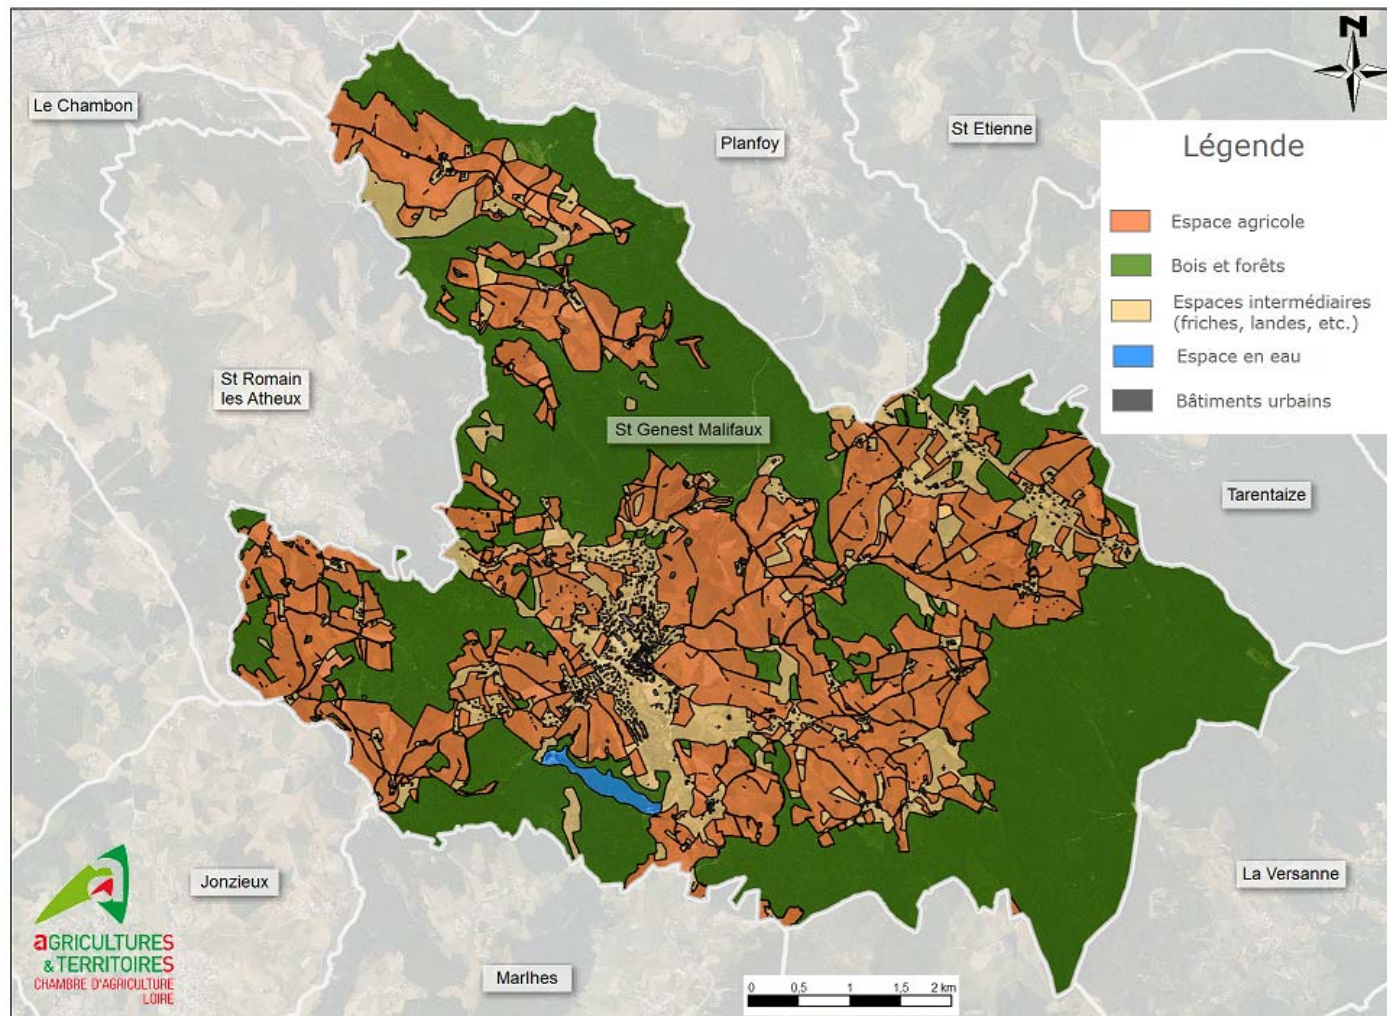 N
Le Chambon
Planfoy
St Etienne
Légende
Espace agricole
Bois et forêts
Espaces intermédiaires
(friches, landes, etc.)
Espace en eau
Bâtiments urbains
St Romain
les Atheux
St Genest Malifaux
Tarentaize
Jonzieux
La Versanne
Marlhes
aGRICULTURES
& TERRITOIRES
CHAMBRE D'AGRICULTURE
LOIRE
0 0,5 1 1,5 2 km